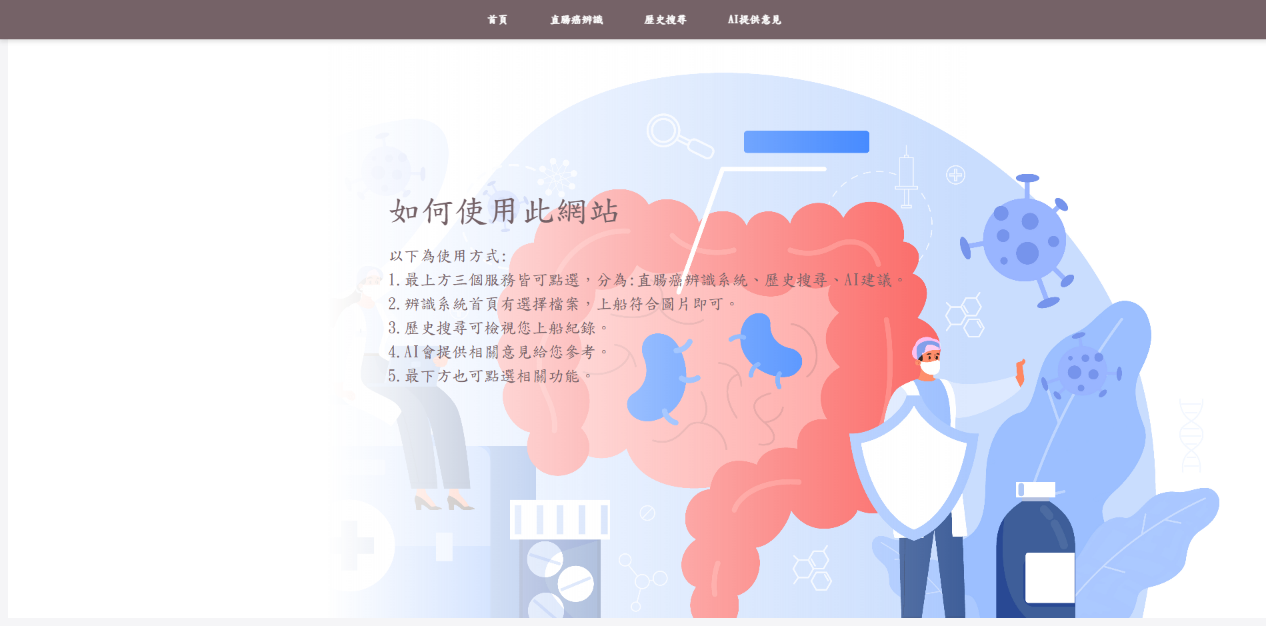 首頁 直腸癌辨識 歷史搜尋 AI提供意見
如何使用此網站
以下為使用方式:
1.最上方三個服務皆可點選，分為:直腸癌辨識系統、歷史搜尋、AI建議。
2.辨識系統首頁有選擇檔案，上船符合圖片即可。
3.歷史搜尋可檢視您上船紀錄。
4.AI會提供相關意見給您參考。
5.最下方也可點選相關功能。